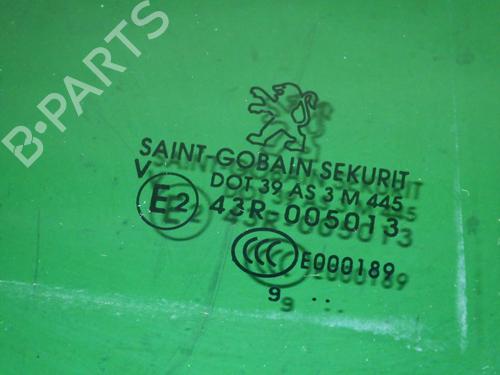 B-PARTS
SAINT-GOBAIN SEKURIT
DOT 39 AS 3 M 445
V
E2 43R-005013
CCC E000189
9 ..